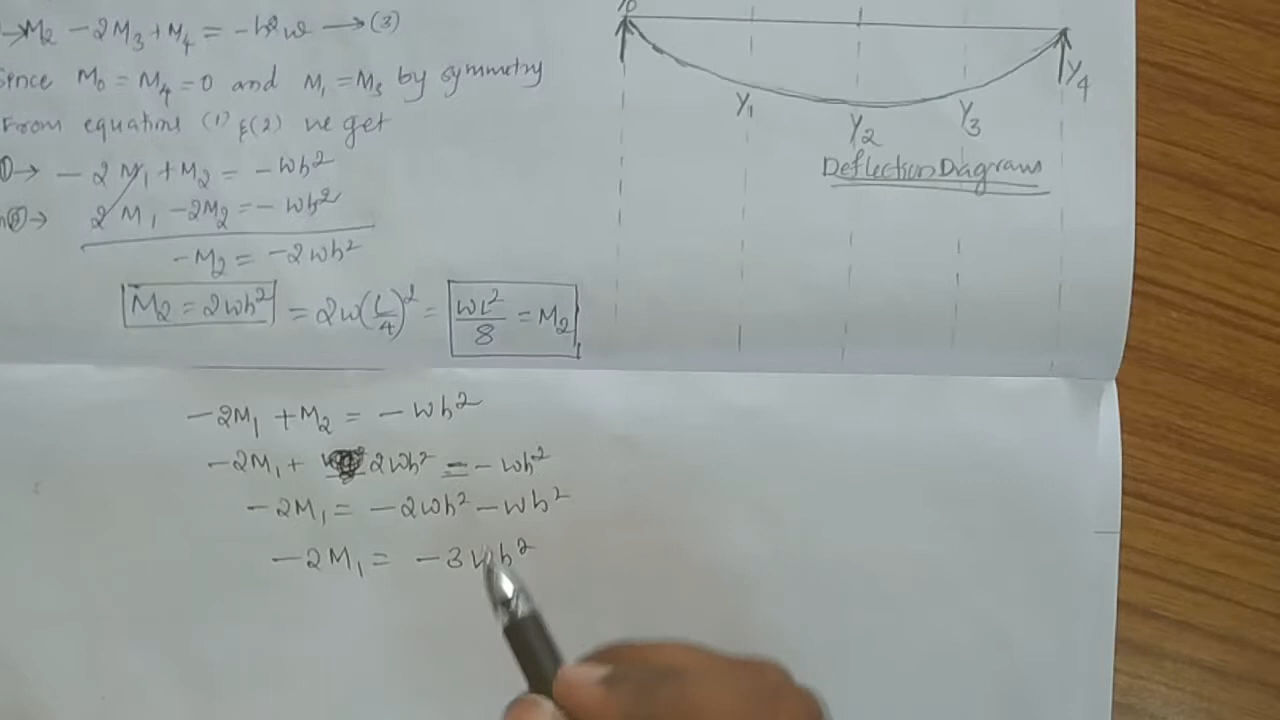 →M₂ - 2M₃ + M₄ = -h²w → (3)
Since M₀ = M₄ = 0 and M₁ = M₃ by symmetry
From equations (1) &(2) we get
①→ - 2M₁ + M₂ = - wh²
→ 2M₁ - 2M₂ = - wh²
-M₂ = -2wh²
M₂ = 2wh² = 2w(L/4)² = wL²/8 = M₂
-2M₁ + M₂ = - wh²
-2M₁ + 2wh² = - wh²
-2M₁ = -2wh² - wh²
-2M₁ = -3wh²
Y₁
Y₂
Y₃
Y₄
Deflection Diagram